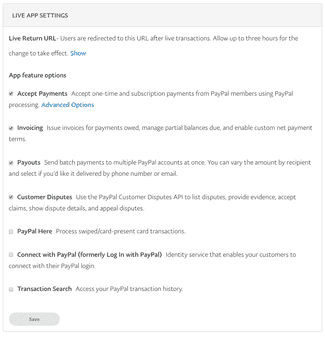 LIVE APP SETTINGS
Live Return URL - Users are redirected to this URL after live transactions. Allow up to three hours for the
change to take effect. Show
App feature options
Accept Payments Accept one-time and subscription payments from PayPal members using PayPal
processing. Advanced Options
Invoicing Issue invoices for payments owed, manage partial balances due, and enable custom net payment
terms.
Payouts Send batch payments to multiple PayPal accounts at once. You can vary the amount by recipient
and select if you'd like it delivered by phone number or email.
Customer Disputes Use the PayPal Customer Disputes API to list disputes, provide evidence, accept
claims, show dispute details, and appeal disputes.
PayPal Here Process swiped/card-present card transactions.
Connect with PayPal (formerly Log In with PayPal) Identity service that enables your customers to
connect with their PayPal login.
Transaction Search Access your PayPal transaction history.
Save